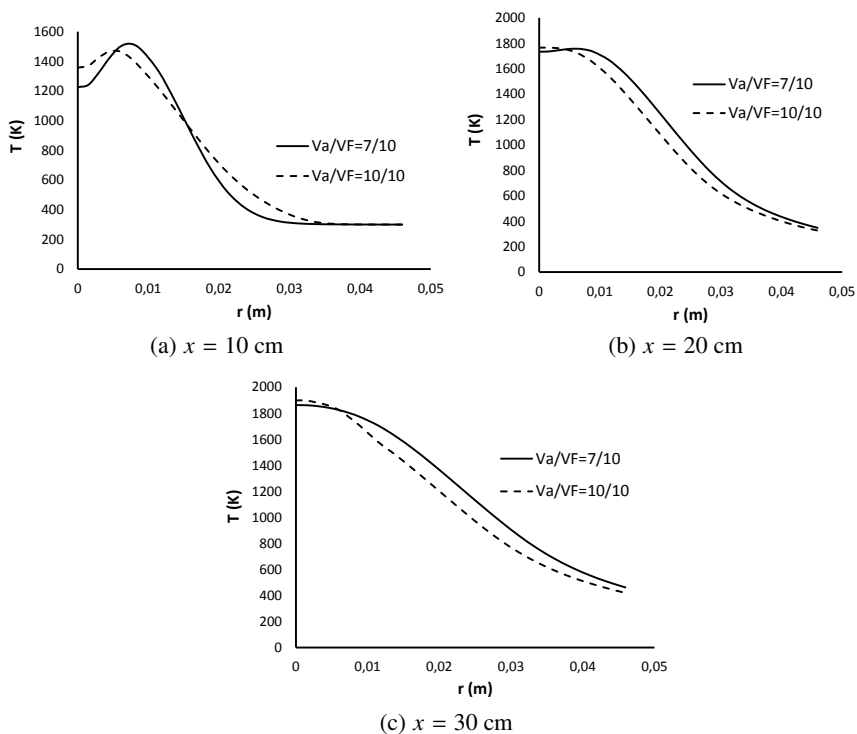 1600
1400
1200
1000
800
600
400
200
0
T (K)
0 0,01 0,02 0,03 0,04 0,05
r (m)
Va/VF=7/10
Va/VF=10/10
(a) x = 10 cm
2000
1800
1600
1400
1200
1000
800
600
400
200
0
T (K)
0 0,01 0,02 0,03 0,04 0,05
r (m)
Va/VF=7/10
Va/VF=10/10
(b) x = 20 cm
2000
1800
1600
1400
1200
1000
800
600
400
200
0
T (K)
0 0,01 0,02 0,03 0,04 0,05
r (m)
Va/VF=7/10
Va/VF=10/10
(c) x = 30 cm